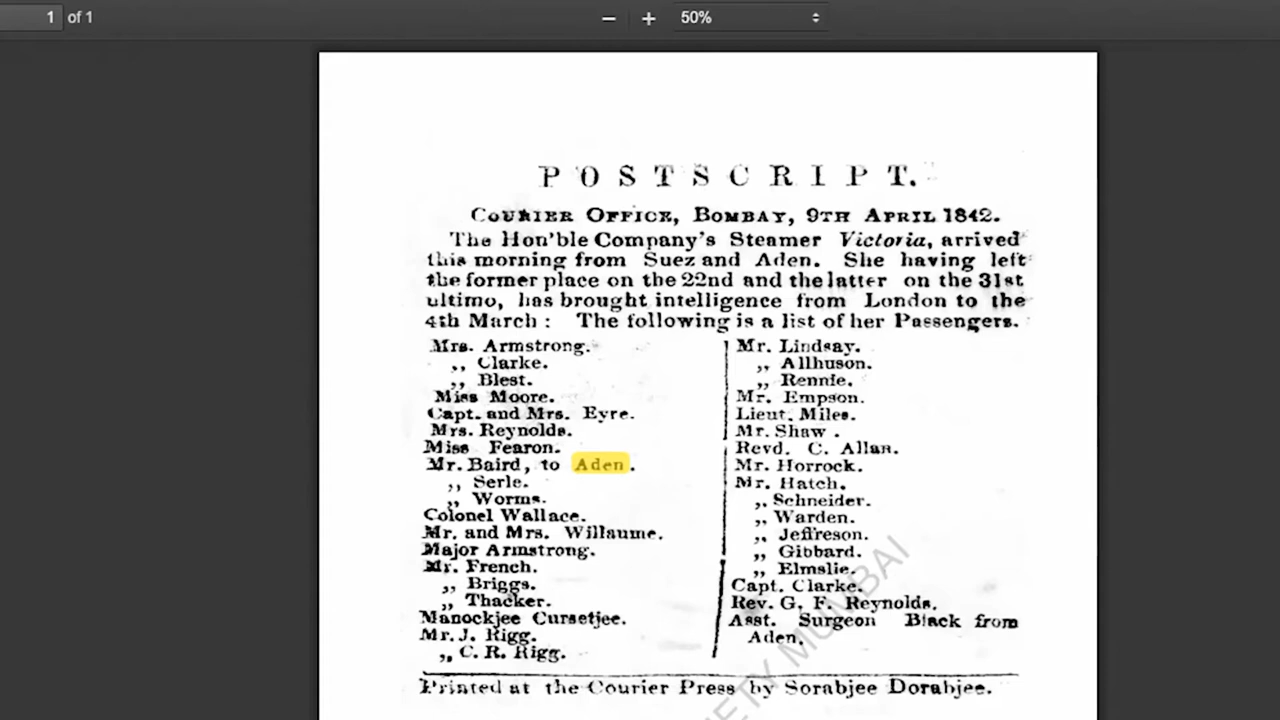 1 of 1
50%
POSTSCRIPT.
COURIER OFFICE, BOMBAY, 9TH APRIL 1842.
The Hon'ble Company's Steamer Victoria, arrived
this morning from Suez and Aden. She having left
the former place on the 22nd and the latter on the 31st
ultimo, has brought intelligence from London to the
4th March: The following is a list of her Passengers.
Mrs. Armstrong.
,, Clarke.
,, Blest.
Miss Moore.
Capt. and Mrs. Eyre.
Mrs. Reynolds.
Miss Fearon.
Mr. Baird, to Aden.
,, Serle.
,, Worms.
Colonel Wallace.
Mr. and Mrs. Willaume.
Major Armstrong.
Mr. French.
,, Briggs.
,, Thacker.
Manockjee Cursetjee.
Mr. J. Rigg.
,, C. R. Rigg.
Mr. Lindsay.
,, Allhuson.
,, Rennie.
Mr. Empson.
Lieut. Miles.
Mr. Shaw .
Revd. C. Allan.
Mr. Horrock.
Mr. Hatch.
,, Schneider.
,, Warden.
,, Jeffreson.
,, Gibbard.
,, Elmslie.
Capt. Clarke.
Rev. G. F. Reynolds.
Asst. Surgeon Black from
Aden.
Printed at the Courier Press by Sorabjee Dorabjee.
MUMBAI